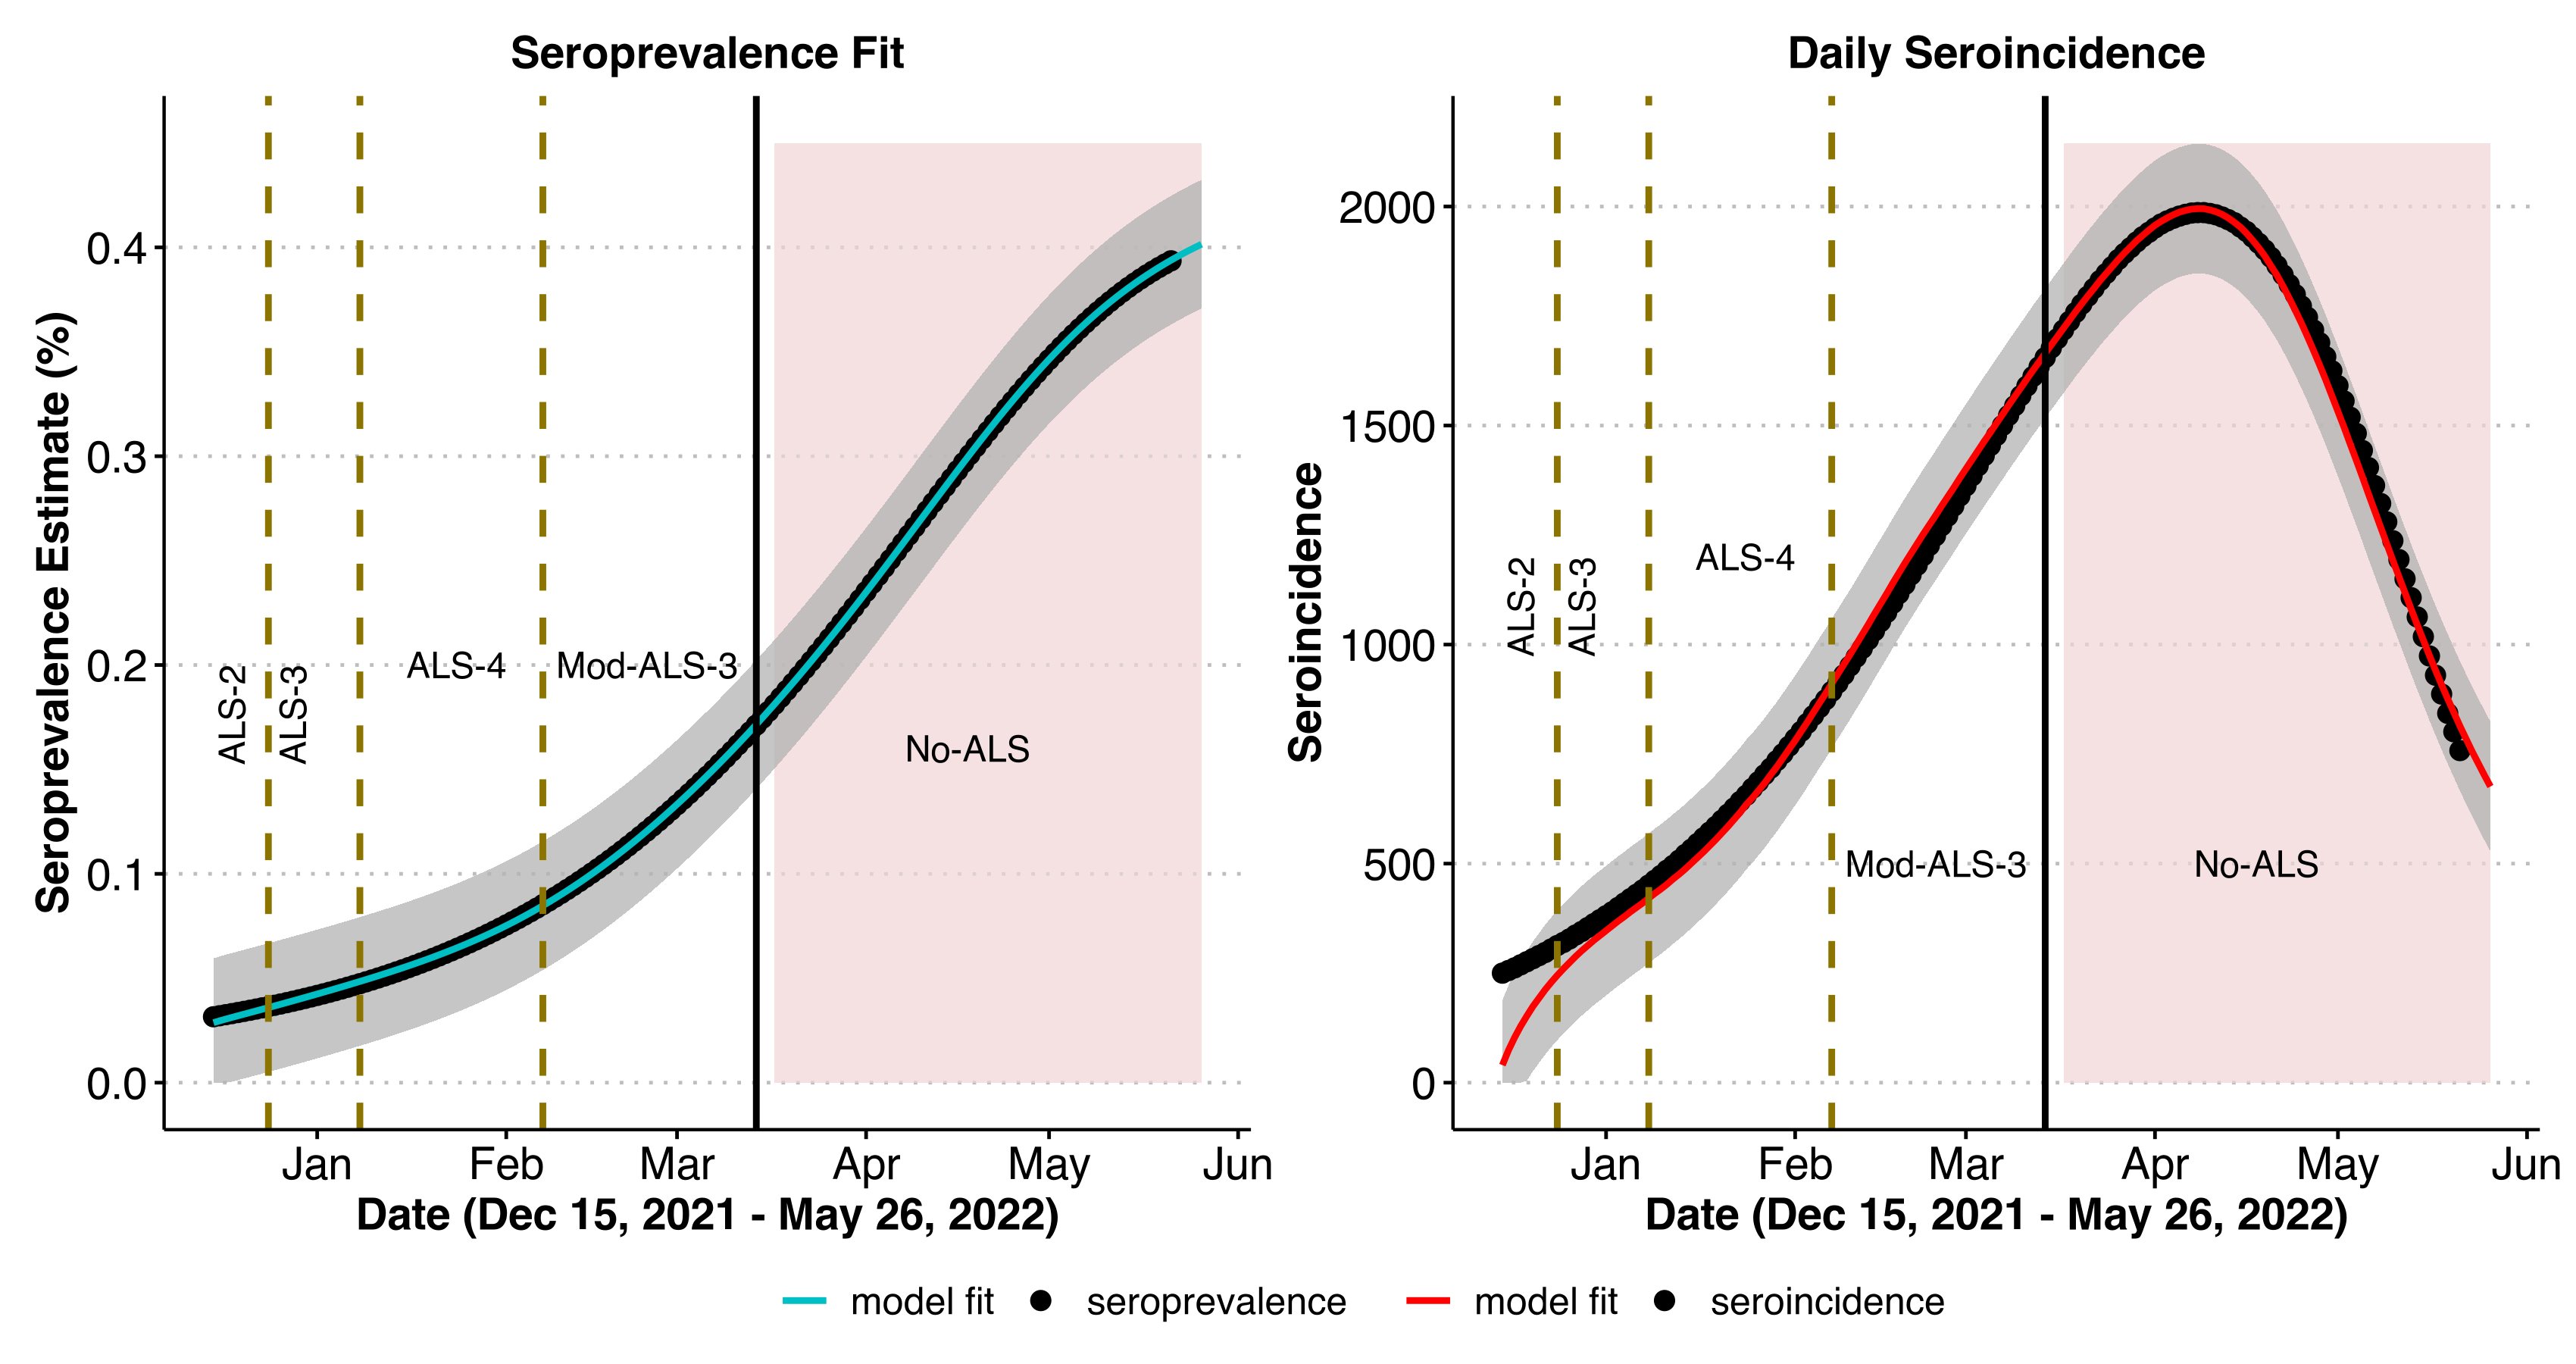 Seroprevalence Fit
Seroprevalence Estimate (%)
0.4
0.3
0.2
0.1
0.0
ALS-2
ALS-3
ALS-4
Mod-ALS-3
No-ALS
Jan
Feb
Mar
Apr
May
Jun
Date (Dec 15, 2021 - May 26, 2022)
Daily Seroincidence
Seroincidence
2000
1500
1000
500
0
ALS-2
ALS-3
ALS-4
Mod-ALS-3
No-ALS
Jan
Feb
Mar
Apr
May
Jun
Date (Dec 15, 2021 - May 26, 2022)
model fit
seroprevalence
model fit
seroincidence